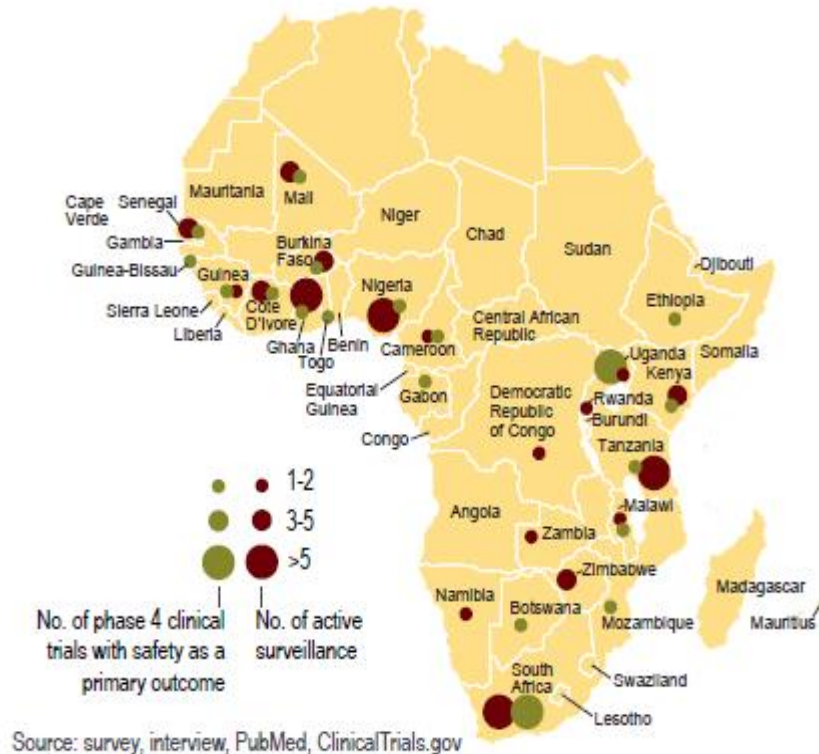 Mauritania
Mali
Niger
Chad
Sudan
Cape
Verde
Senegal
Gambia
Guinea-Bissau
Guinea
Sierra Leone
Liberia
Burkina
Faso
Cote
D'Ivore
Ghana
Togo
Benin
Nigeria
Cameroon
Central African
Republic
Djibouti
Ethiopia
Somalia
Equatorial
Guinea
Gabon
Congo
Democratic
Republic
of Congo
Uganda
Kenya
Rwanda
Burundi
Tanzania
Angola
Zambia
Malawi
Zimbabwe
Namibia
Botswana
Mozambique
Madagascar
Mauritius
South
Africa
Swaziland
Lesotho
1-2
3-5
>5
No. of phase 4 clinical
trials with safety as a
primary outcome
No. of active
surveillance
Source: survey, interview, PubMed, ClinicalTrials.gov